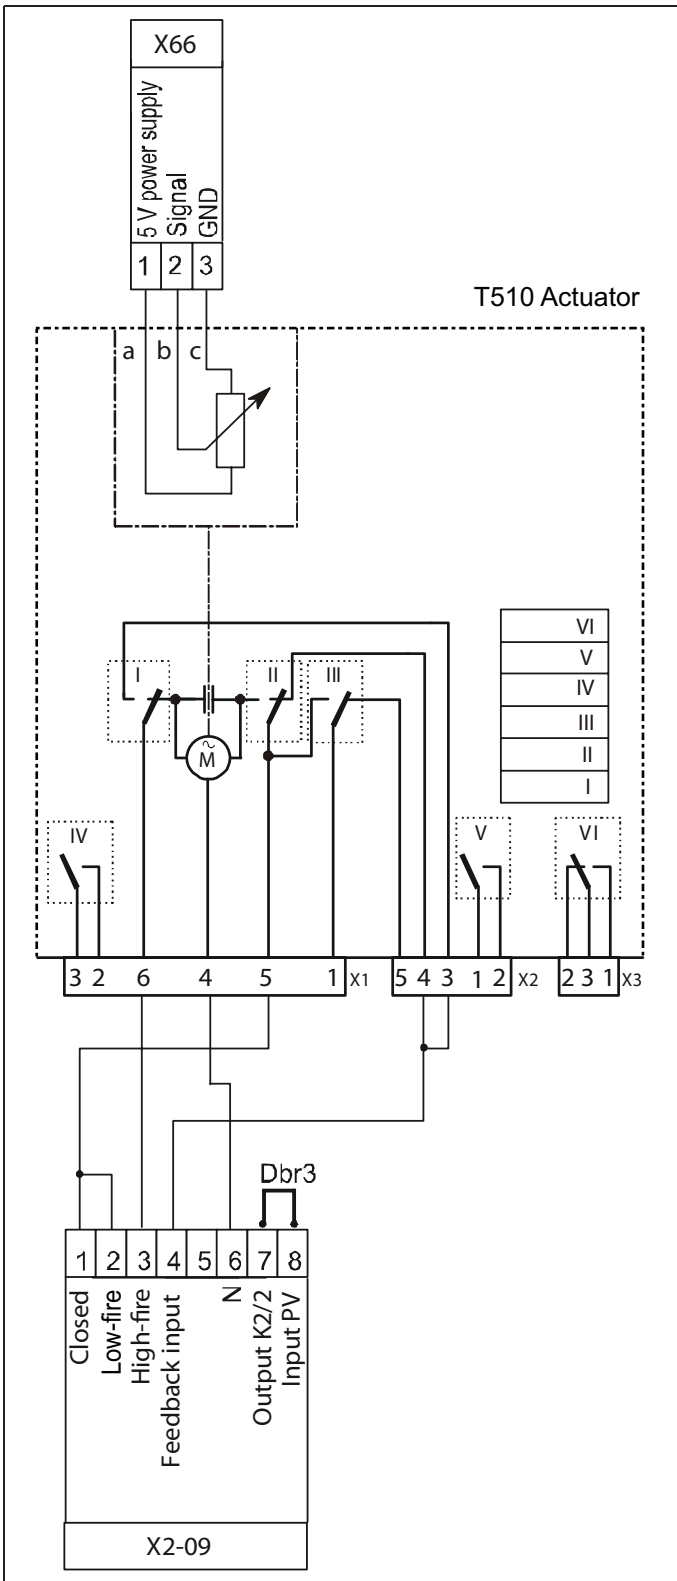 X66
5 V power supply
Signal
GND
1 2 3
T510 Actuator
a b c
I II III
~
M
VI
V
IV
III
II
I
IV V VI
3 2 6 4 5 1 X1 5 4 3 1 2 X2 2 3 1 X3
Dbr3
1 2 3 4 5 6 7 8
Closed
Low-fire
High-fire
Feedback input
N
Output K2/2
Input PV
X2-09